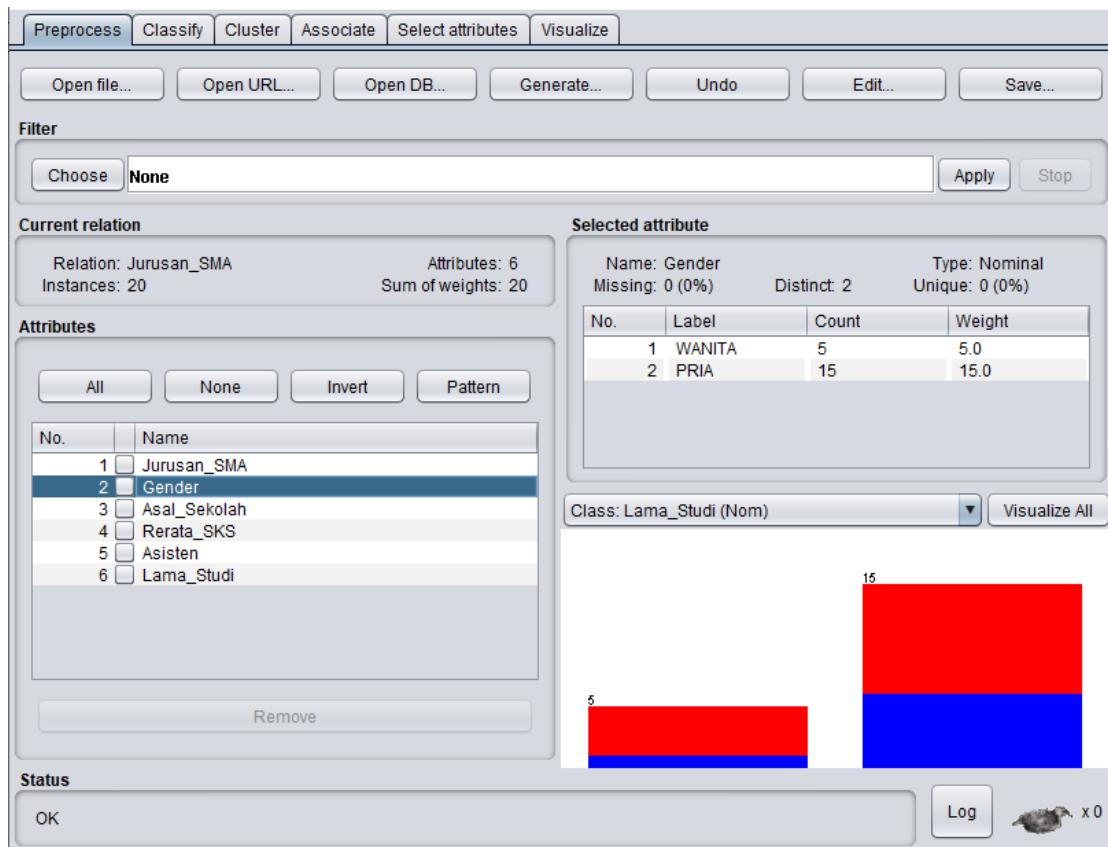 Preprocess Classify Cluster Associate Select attributes Visualize
Open file... Open URL... Open DB... Generate... Undo Edit... Save...
Filter
Choose None Apply Stop
Current relation
Relation: Jurusan_SMA Attributes: 6
Instances: 20 Sum of weights: 20
Attributes
All None Invert Pattern
No. Name
1 Jurusan_SMA
2 Gender
3 Asal_Sekolah
4 Rerata_SKS
5 Asisten
6 Lama_Studi
Remove
Selected attribute
Name: Gender Type: Nominal
Missing: 0 (0%) Distinct: 2 Unique: 0 (0%)
No. Label Count Weight
1 WANITA 5 5.0
2 PRIA 15 15.0
Class: Lama_Studi (Nom) Visualize All
15
5
Status
OK
Log x 0